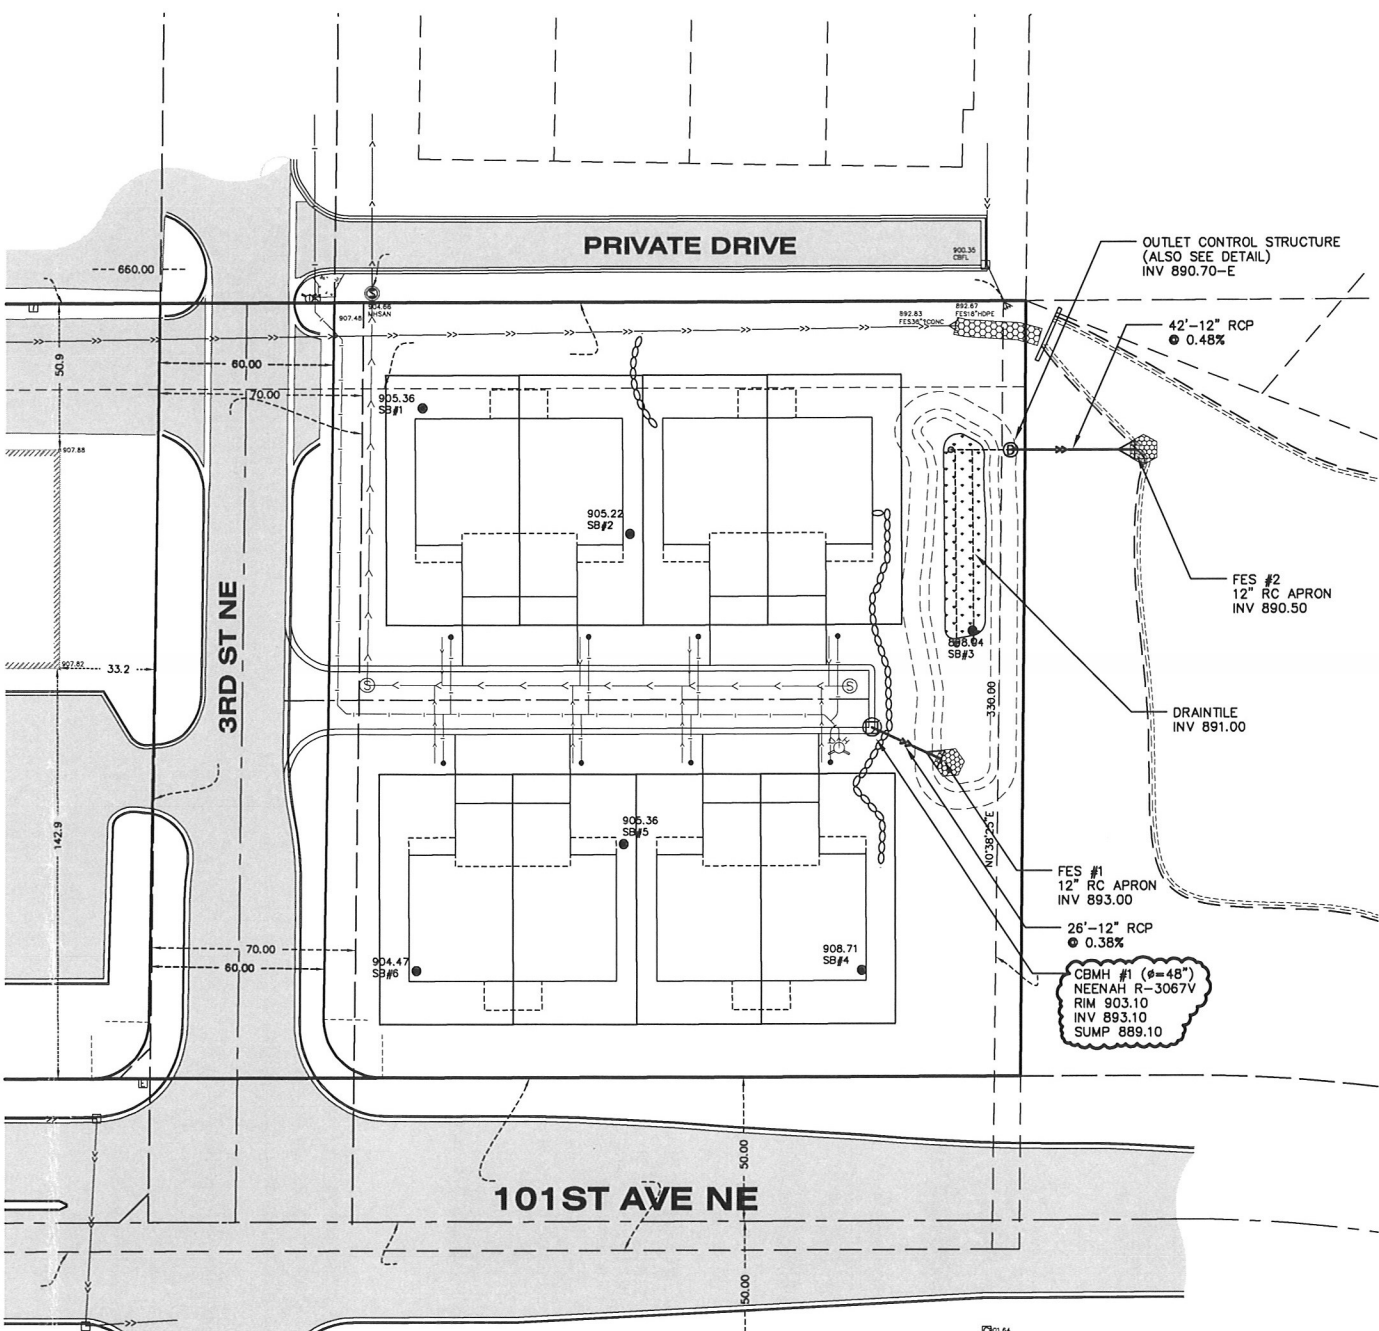 PRIVATE DRIVE
900.35
CBFL
OUTLET CONTROL STRUCTURE
(ALSO SEE DETAIL)
INV 890.70-E
660.00
904.66
MHSAN
907.48
892.83
FES36"CONC
892.67
FES18"HDPE
42'-12" RCP
@ 0.48%
50.9
60.00
70.00
905.36
SB#1
907.88
905.22
SB#2
3RD ST NE
FES #2
12" RC APRON
INV 890.50
SB#3
907.82
33.2
330.00
DRAINTILE
INV 891.00
S
S
S
142.9
905.36
SB#5
N0°38'25"E
FES #1
12" RC APRON
INV 893.00
26'-12" RCP
@ 0.38%
70.00
60.00
904.47
SB#6
908.71
SB#4
CBMH #1 (ø=48")
NEENAH R-3067V
RIM 903.10
INV 893.10
SUMP 889.10
50.00
101ST AVE NE
50.00